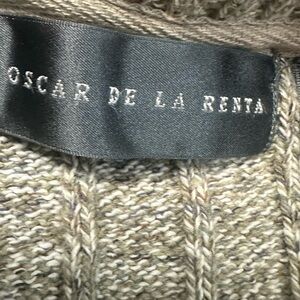 OSCAR DE LA RENTA